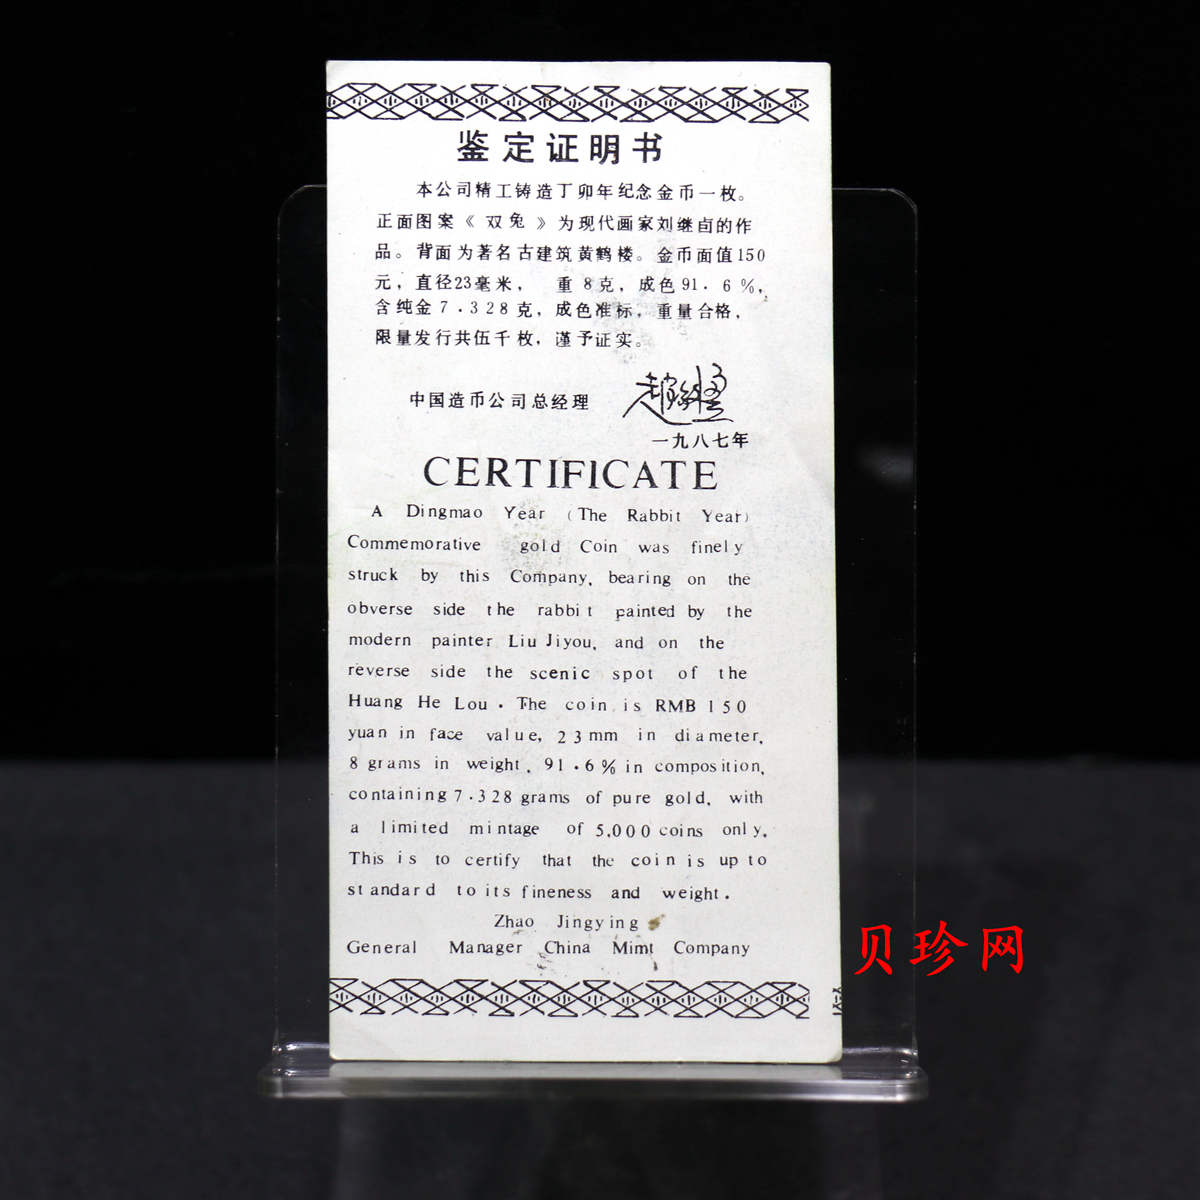 鉴定证明书
本公司精工铸造丁卯年纪念金币一枚。
正面图案《双兔》为现代画家刘继卣的作
品。背面为著名古建筑黄鹤楼。金币面值150
元，直径23毫米， 重8克，成色91.6%，
含纯金7.328克，成色准标，重量合格，
限量发行共伍千枚，谨予证实。
中国造币公司总经理
一九八七年
CERTIFICATE
A Dingmao Year (The Rabbit Year)
Commemorative gold Coin was finely
struck by this Company, bearing on the
obverse side the rabbit painted by the
modern painter Liu Jiyou, and on the
reverse side the scenic spot of the
Huang He Lou. The coin is RMB 150
yuan in face value, 23mm in diameter,
8 grams in weight, 91.6% in composition,
containing 7.328 grams of pure gold, with
a limited mintage of 5,000 coins only.
This is to certify that the coin is up to
standard to its fineness and weight.
Zhao Jingying
General Manager China Mimt Company
贝珍网